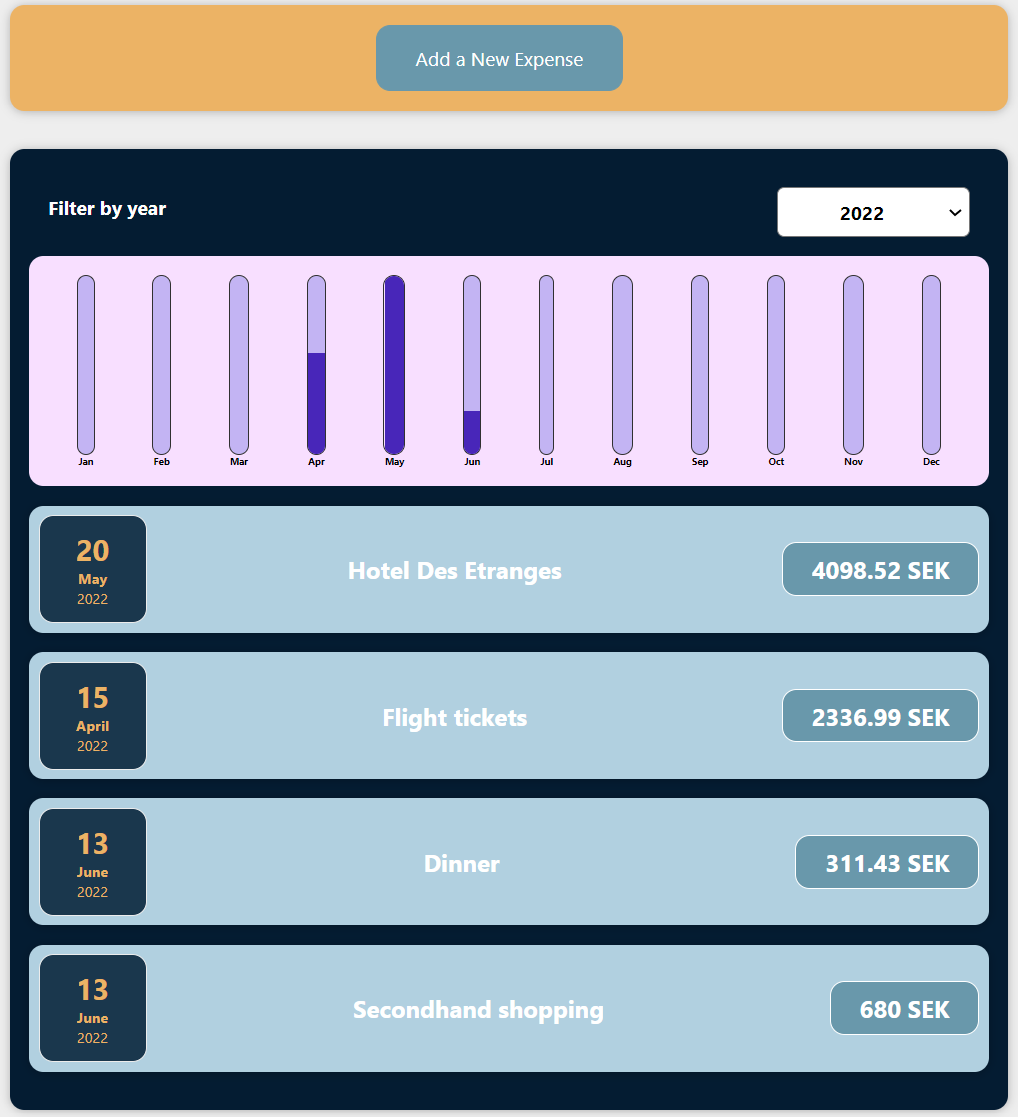 Add a New Expense
Filter by year
2022
Jan Feb Mar Apr May Jun Jul Aug Sep Oct Nov Dec
20
May
2022
Hotel Des Etranges
4098.52 SEK
15
April
2022
Flight tickets
2336.99 SEK
13
June
2022
Dinner
311.43 SEK
13
June
2022
Secondhand shopping
680 SEK